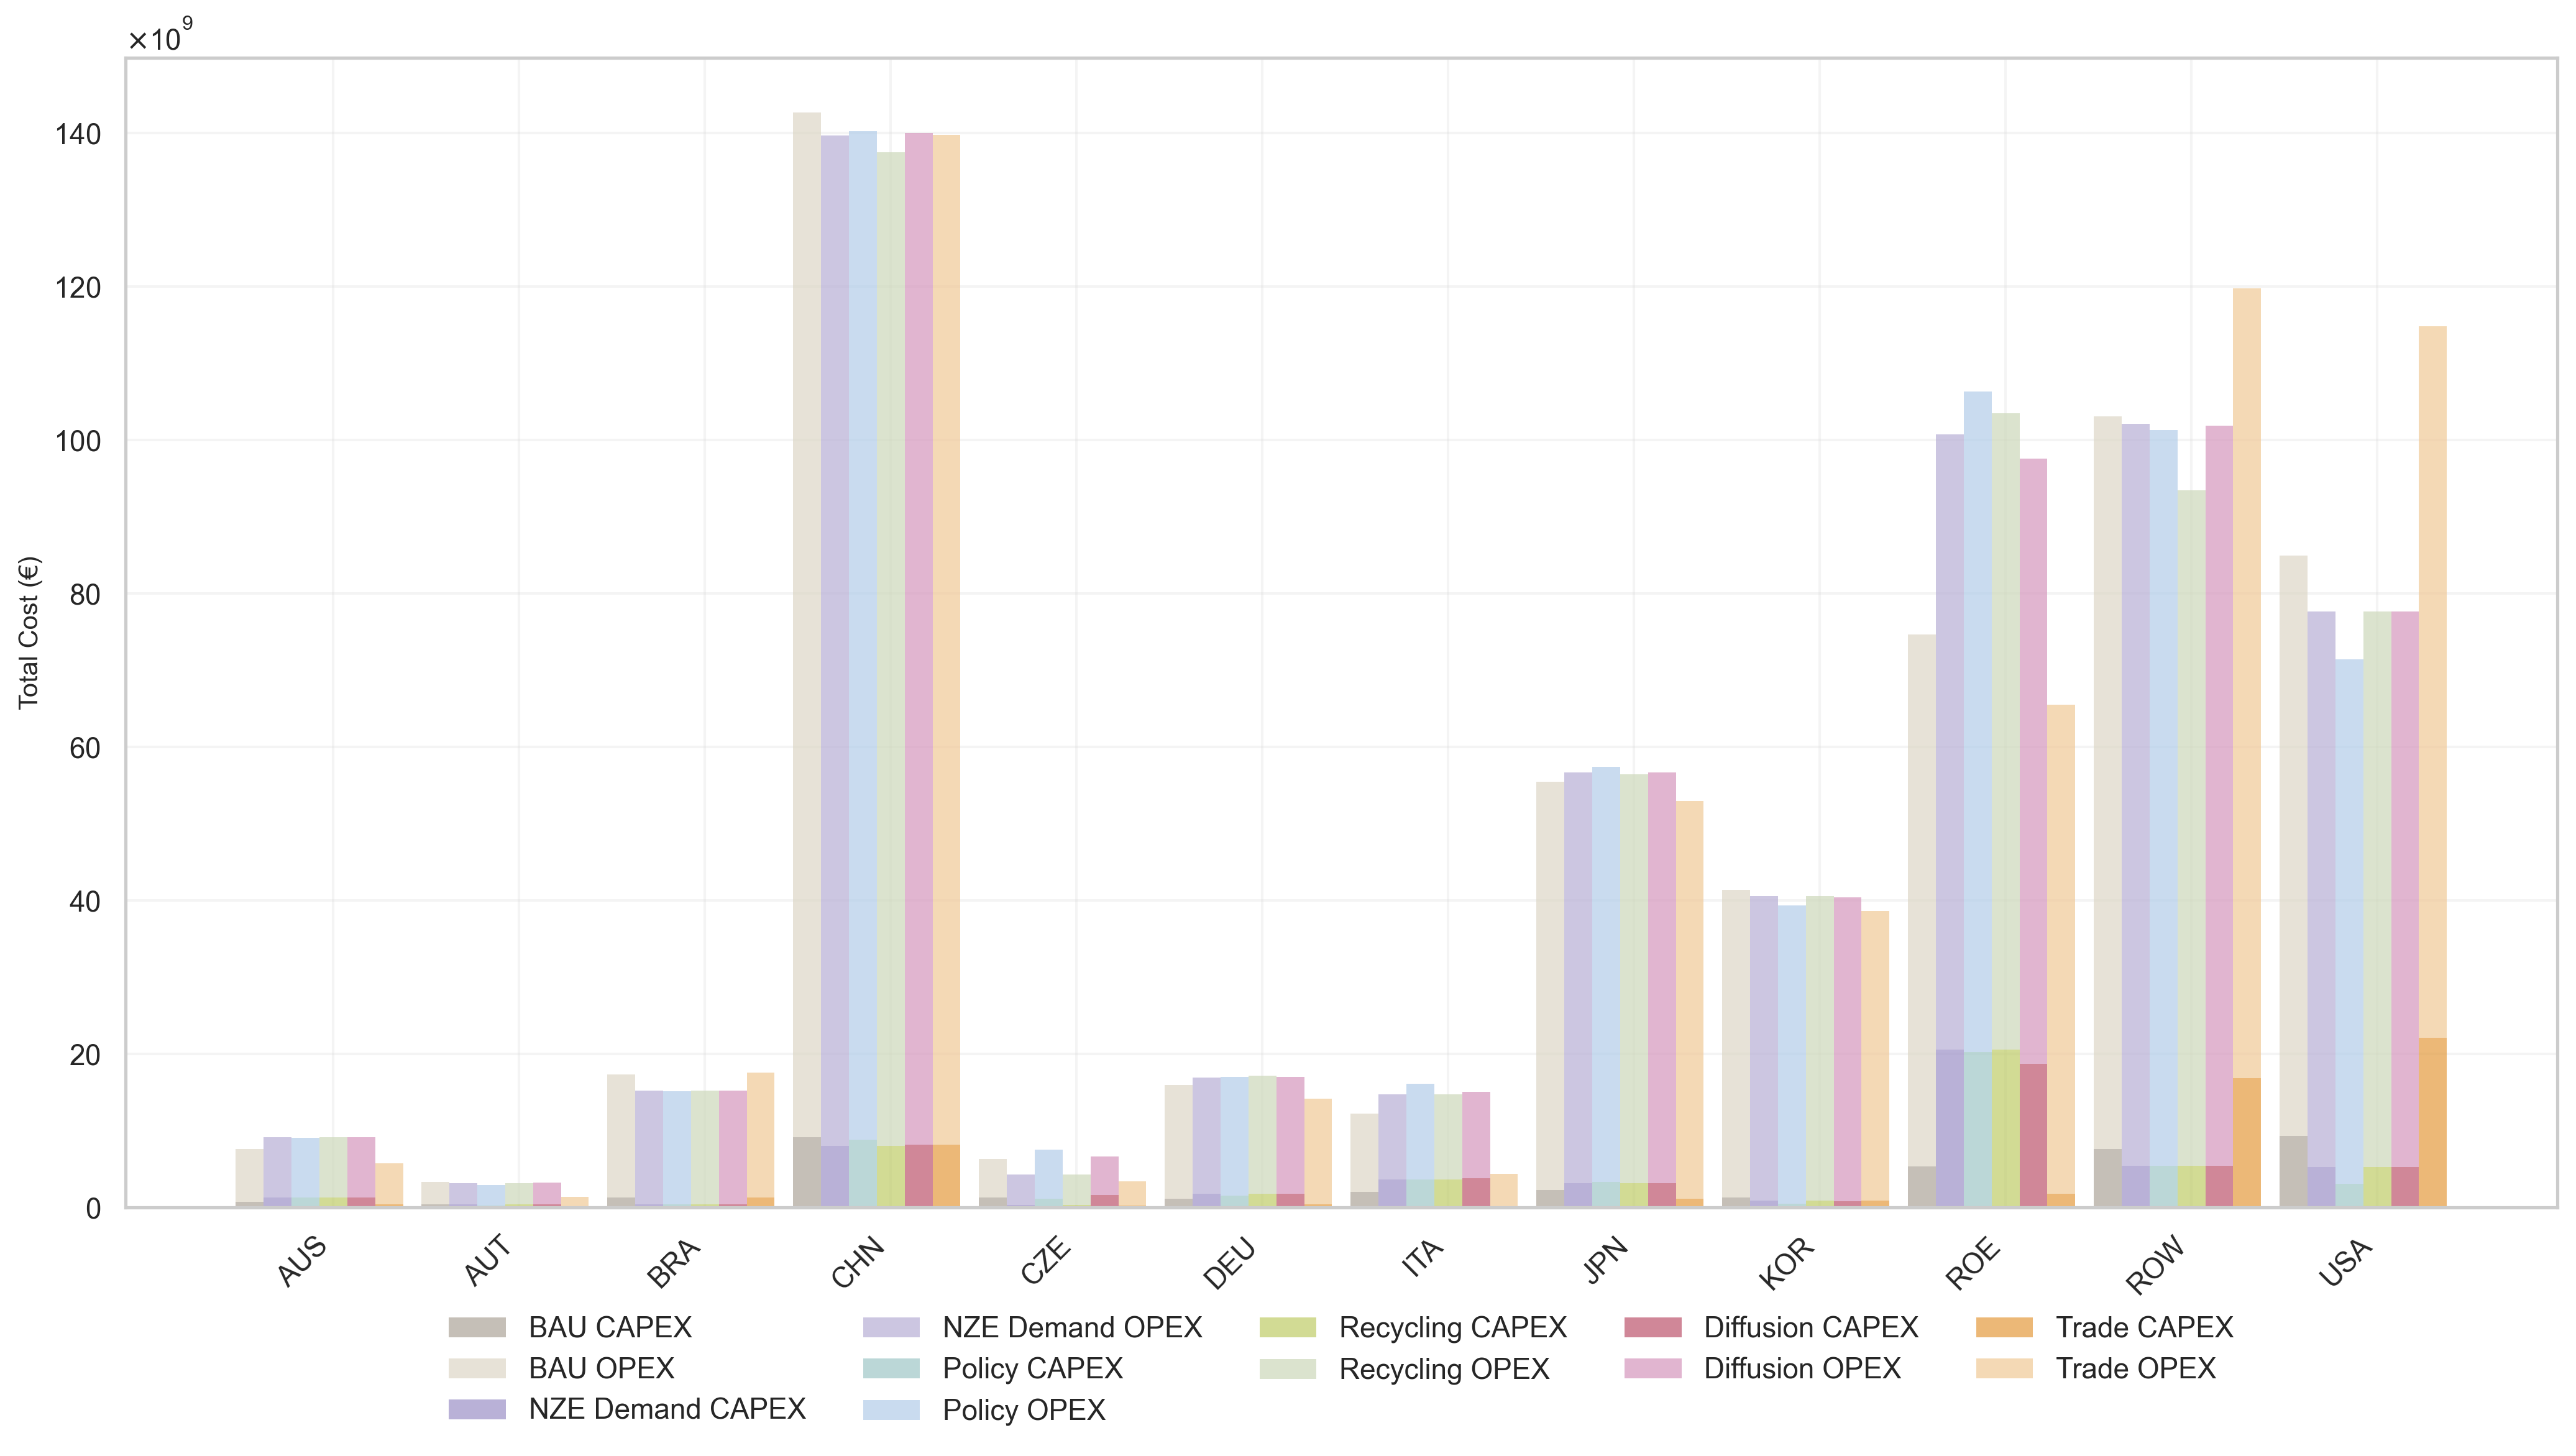 ×10⁹
140
120
100
80
60
40
20
0
Total Cost (€)
AUS AUT BRA CHN CZE DEU ITA JPN KOR ROE ROW USA
BAU CAPEX
BAU OPEX
NZE Demand CAPEX
NZE Demand OPEX
Policy CAPEX
Policy OPEX
Recycling CAPEX
Recycling OPEX
Diffusion CAPEX
Diffusion OPEX
Trade CAPEX
Trade OPEX